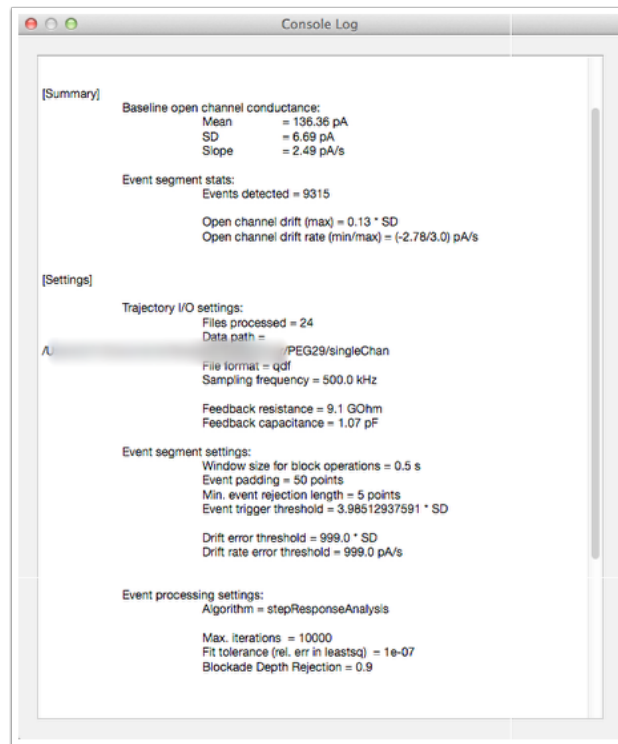 Console Log
[Summary]
Baseline open channel conductance:
Mean = 136.36 pA
SD = 6.69 pA
Slope = 2.49 pA/s
Event segment stats:
Events detected = 9315
Open channel drift (max) = 0.13 * SD
Open channel drift rate (min/max) = (-2.78/3.0) pA/s
[Settings]
Trajectory I/O settings:
Files processed = 24
Data path =
/PEG29/singleChan
File format = qdf
Sampling frequency = 500.0 kHz
Feedback resistance = 9.1 GOhm
Feedback capacitance = 1.07 pF
Event segment settings:
Window size for block operations = 0.5 s
Event padding = 50 points
Min. event rejection length = 5 points
Event trigger threshold = 3.98512937591 * SD
Drift error threshold = 999.0 * SD
Drift rate error threshold = 999.0 pA/s
Event processing settings:
Algorithm = stepResponseAnalysis
Max. iterations = 10000
Fit tolerance (rel. err in leastsq) = 1e-07
Blockade Depth Rejection = 0.9